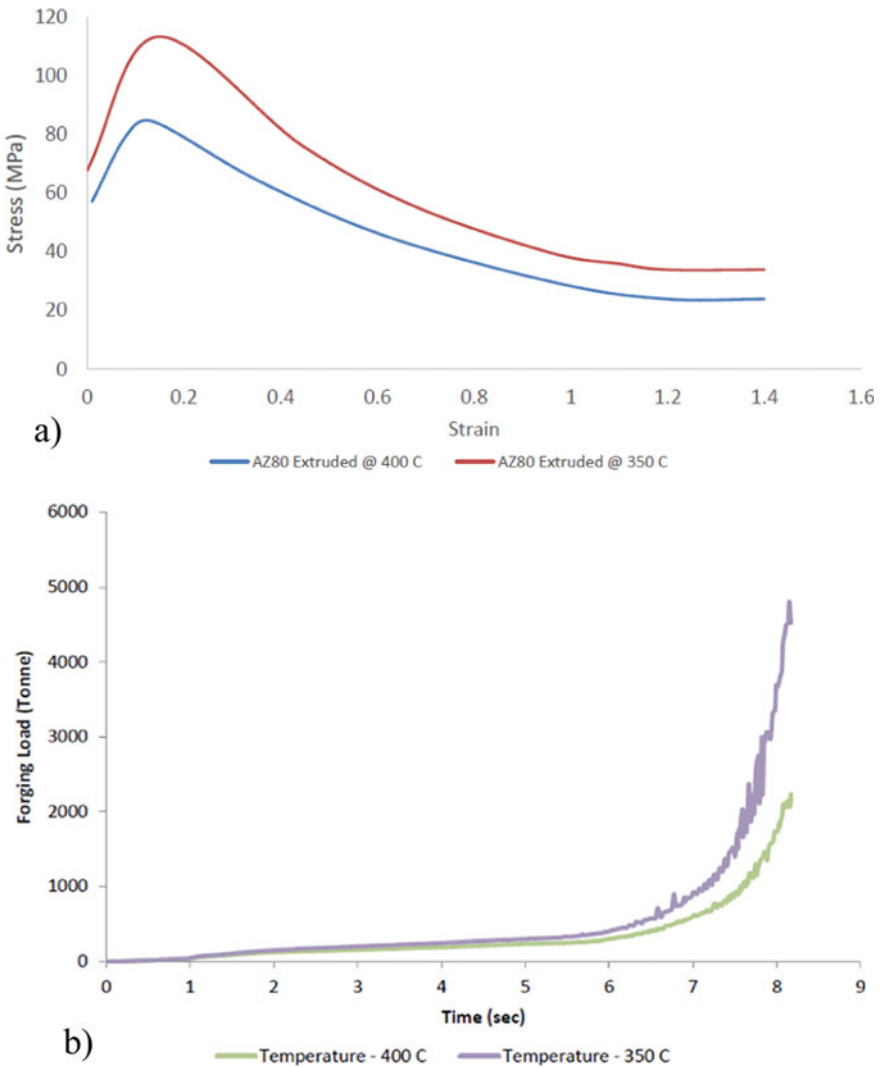 120
100
80
60
40
20
0
Stress (MPa)
0 0.2 0.4 0.6 0.8 1 1.2 1.4 1.6
Strain
a)
AZ80 Extruded @ 400 C AZ80 Extruded @ 350 C
6000
5000
4000
3000
2000
1000
0
Forging Load (Tonne)
0 1 2 3 4 5 6 7 8 9
Time (sec)
b)
Temperature - 400 C Temperature - 350 C